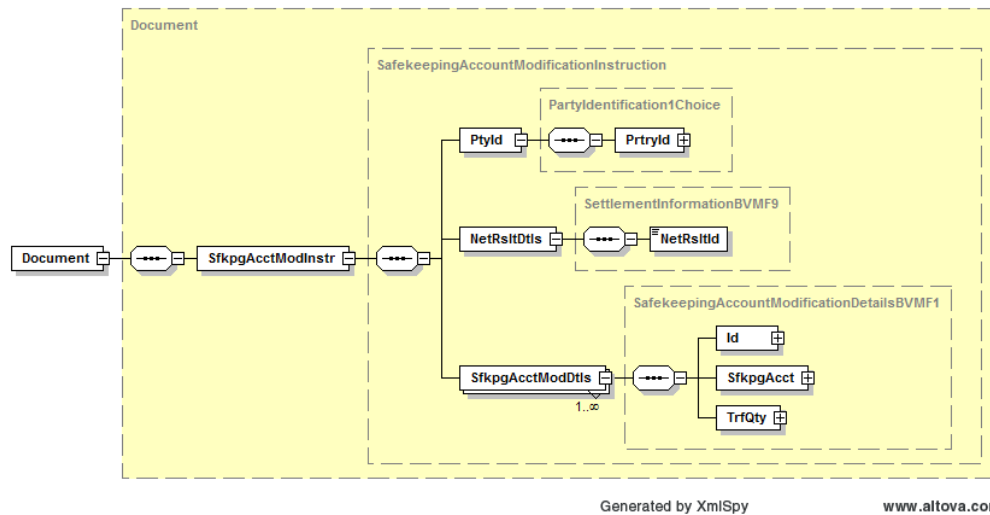 Document
SafekeepingAccountModificationInstruction
PartyIdentification1Choice
PtyId
PrtryId
SettlementInformationBVMF9
NetRsltDtls
NetRsltId
Document
SfkpgAcctModInstr
SafekeepingAccountModificationDetailsBVMF1
Id
SfkpgAcctModDtls
SfkpgAcct
1..∞
TrfQty
Generated by XmlSpy
www.altova.com